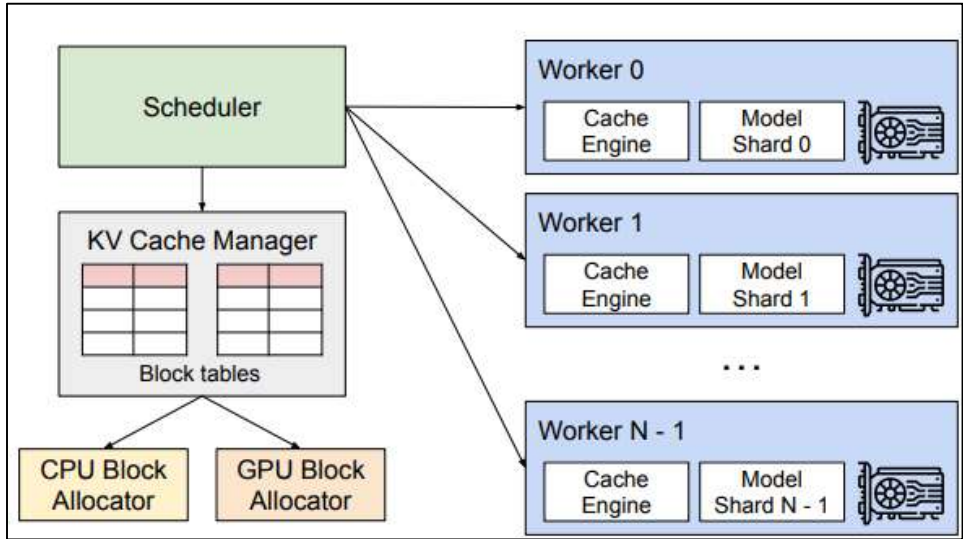 Scheduler
KV Cache Manager
Block tables
CPU Block
Allocator
GPU Block
Allocator
Worker 0
Cache
Engine
Model
Shard 0
Worker 1
Cache
Engine
Model
Shard 1
...
Worker N - 1
Cache
Engine
Model
Shard N - 1